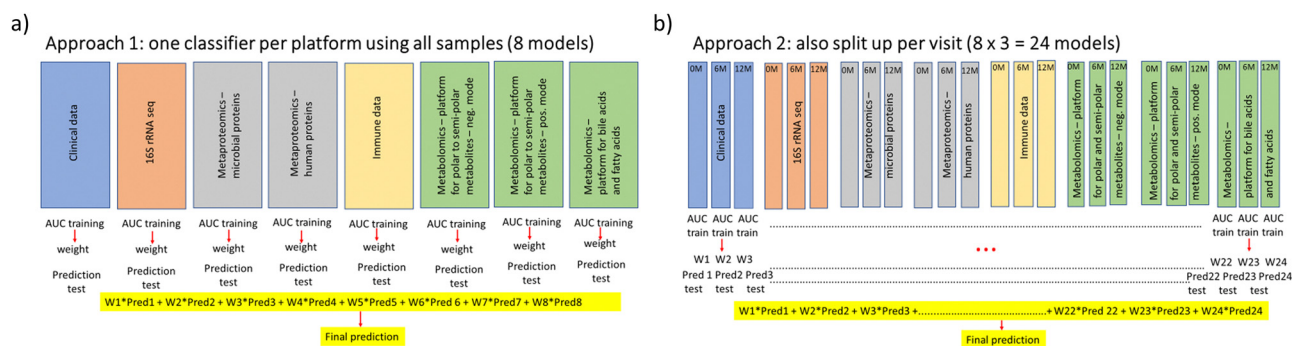 a)
Approach 1: one classifier per platform using all samples (8 models)
Clinical data
16S rRNA seq
Metaproteomics –
microbial proteins
Metaproteomics –
human proteins
Immune data
Metabolomics – platform
for polar to semi-polar
metabolites – neg. mode
Metabolomics – platform
for polar to semi-polar
metabolites – pos. mode
Metabolomics –
platform for bile acids
and fatty acids
AUC training AUC training AUC training AUC training AUC training AUC training AUC training AUC training
weight weight weight weight weight weight weight weight
Prediction Prediction Prediction Prediction Prediction Prediction Prediction Prediction
test test test test test test test test
W1*Pred1 + W2*Pred2 + W3*Pred3 + W4*Pred4 + W5*Pred5 + W6*Pred 6 + W7*Pred7 + W8*Pred8
Final prediction
b)
Approach 2: also split up per visit (8 x 3 = 24 models)
0M 6M 12M 0M 6M 12M 0M 6M 12M 0M 6M 12M 0M 6M 12M 0M 6M 12M 0M 6M 12M 0M 6M 12M
Clinical data
16S rRNA seq
Metaproteomics –
microbial proteins
Metaproteomics –
human proteins
Immune data
Metabolomics – platform
for polar and semi-polar
metabolites – neg. mode
Metabolomics – platform
for polar and semi-polar
metabolites - pos. mode
Metabolomics –
platform for bile acids
and fatty acids
AUC AUC AUC AUC AUC AUC
train train train train train train
W1 W2 W3 W22 W23 W24
Pred 1 Pred2 Pred3 Pred22 Pred23 Pred24
test test test test test test
W1*Pred1 + W2*Pred2 + W3*Pred3 +........................................+ W22*Pred 22 + W23*Pred23 + W24*Pred24
Final prediction